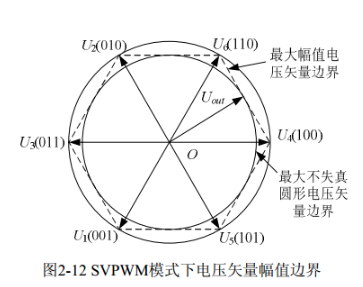 U2(010)
U6(110)
最大幅值电
压矢量边界
Uout
U3(011)
U4(100)
O
最大不失真
圆形电压矢
量边界
U1(001)
U5(101)
图2-12 SVPWM模式下电压矢量幅值边界